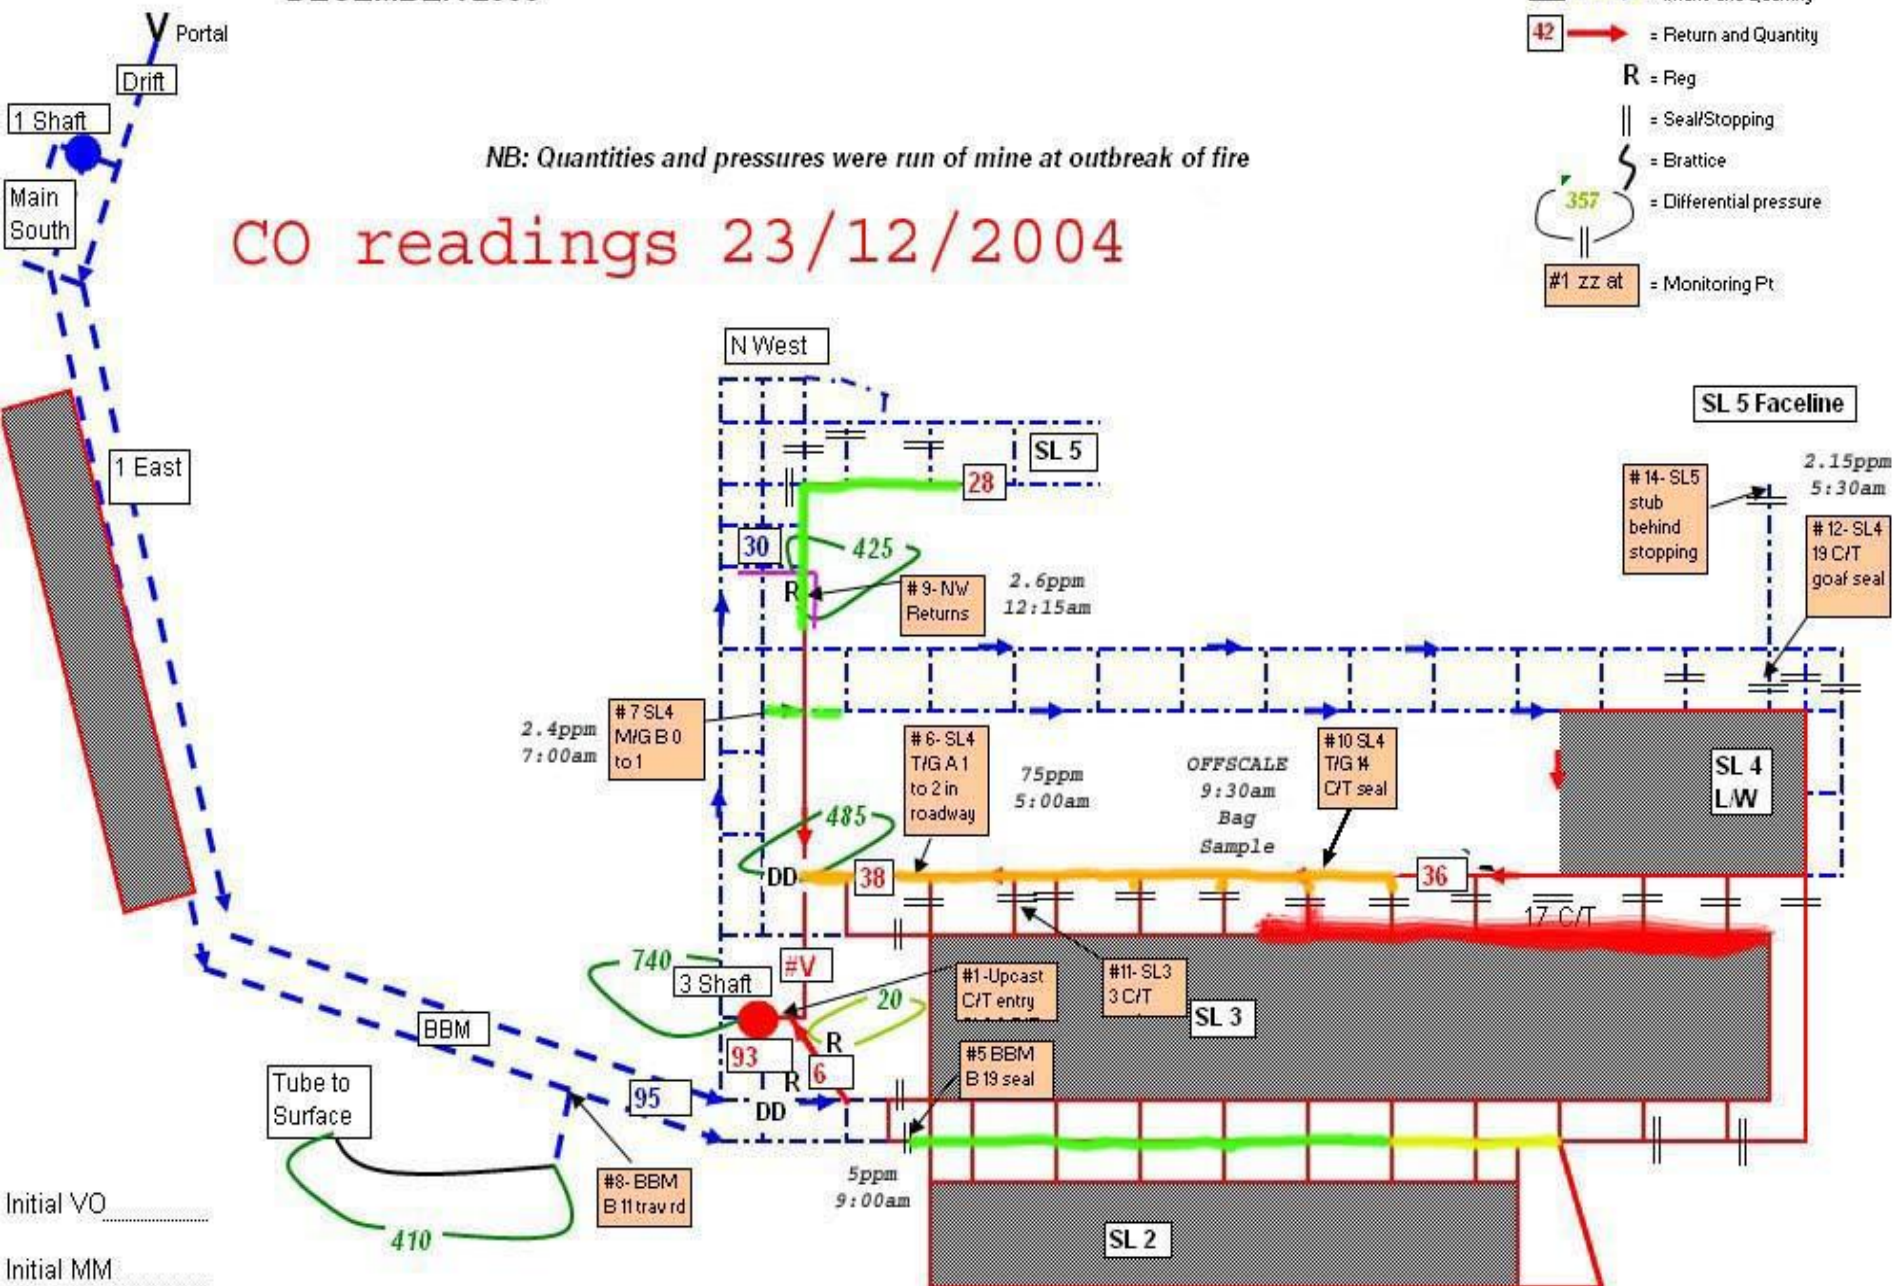 V Portal
Drift
1 Shaft
Main
South
1 East
42 = Return and Quantity
R = Reg
= Seal/Stopping
= Brattice
357 = Differential pressure
#1 zz at = Monitoring Pt
NB: Quantities and pressures were run of mine at outbreak of fire
CO readings 23/12/2004
N West
SL 5
28
30
425
R
# 9- NW
Returns
2.6ppm
12:15am
SL 5 Faceline
# 14- SL5
stub
behind
stopping
2.15ppm
5:30am
# 12- SL4
19 C/T
goaf seal
2.4ppm
7:00am
# 7 SL4
M/G B 0
to 1
# 6- SL4
T/G A 1
to 2 in
roadway
75ppm
5:00am
OFFSCALE
9:30am
Bag
Sample
#10 SL4
T/G 14
C/T seal
SL 4
L/W
485
DD
38
36
17 C/T
740
3 Shaft
#V
#1-Upcast
C/T entry
#11- SL3
3 C/T
SL 3
20
R
93
6
R
DD
#5 BBM
B 19 seal
BBM
95
Tube to
Surface
#8- BBM
B 11 trav rd
410
5ppm
9:00am
SL 2
Initial VO
Initial MM